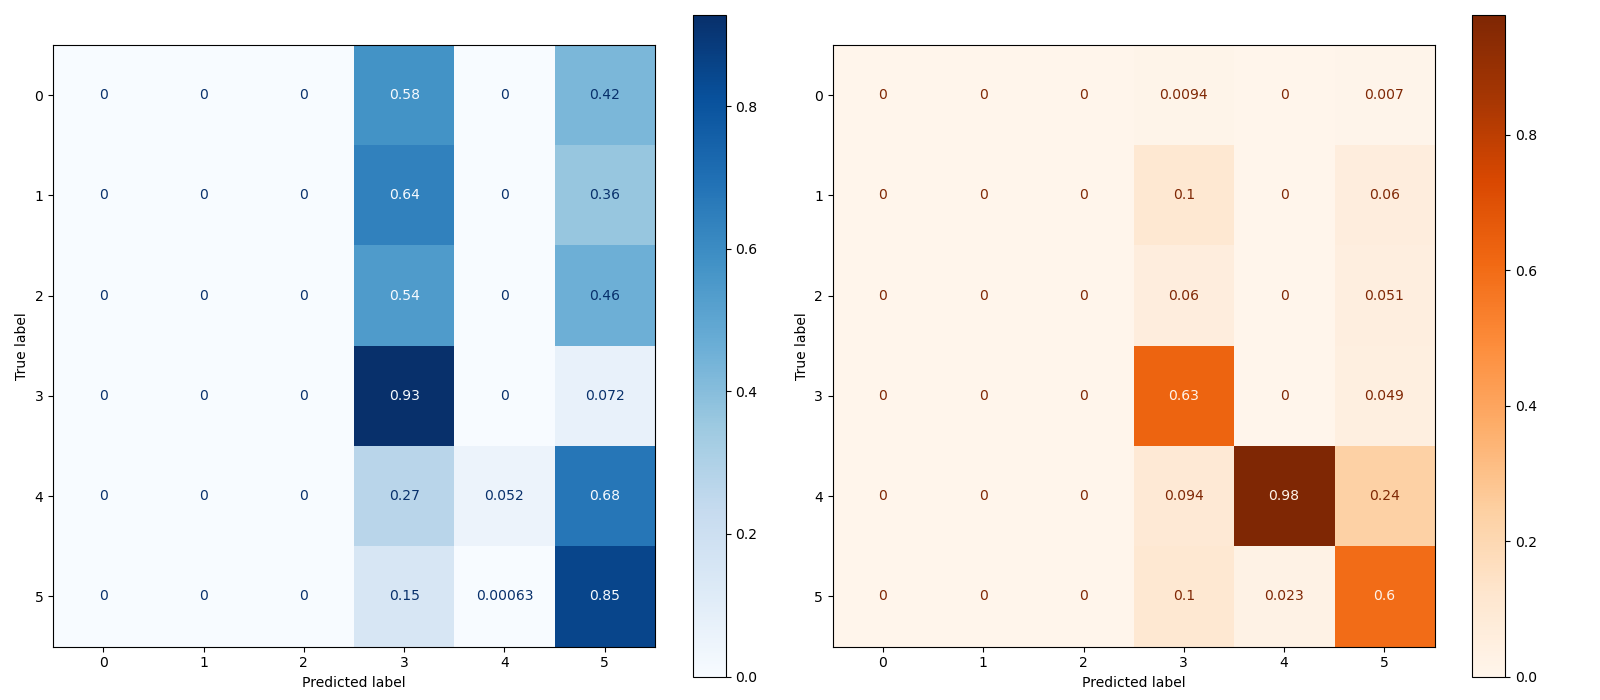 0 0 0 0 0.58 0 0.42
1 0 0 0 0.64 0 0.36
2 0 0 0 0.54 0 0.46
3 0 0 0 0.93 0 0.072
4 0 0 0 0.27 0.052 0.68
5 0 0 0 0.15 0.00063 0.85
0 1 2 3 4 5
Predicted label
True label
0.8
0.6
0.4
0.2
0.0
0 0 0 0 0.0094 0 0.007
1 0 0 0 0.1 0 0.06
2 0 0 0 0.06 0 0.051
3 0 0 0 0.63 0 0.049
4 0 0 0 0.094 0.98 0.24
5 0 0 0 0.1 0.023 0.6
0 1 2 3 4 5
Predicted label
True label
0.8
0.6
0.4
0.2
0.0